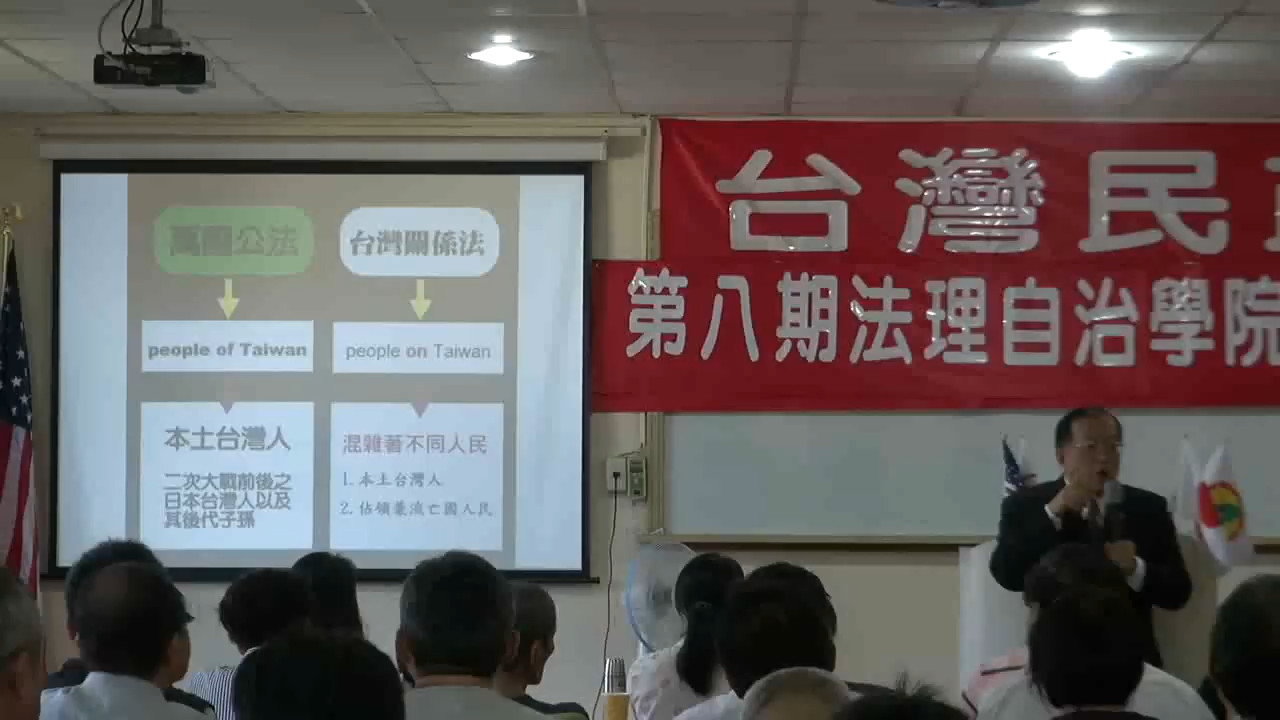 萬國公法
台灣關係法
people of Taiwan
people on Taiwan
本土台灣人
二次大戰前後之
日本台灣人以及
其後代子孫
混雜著不同人民
1. 本土台灣人
2. 佔領兼流亡國人民
台灣民
第八期法理自治學院